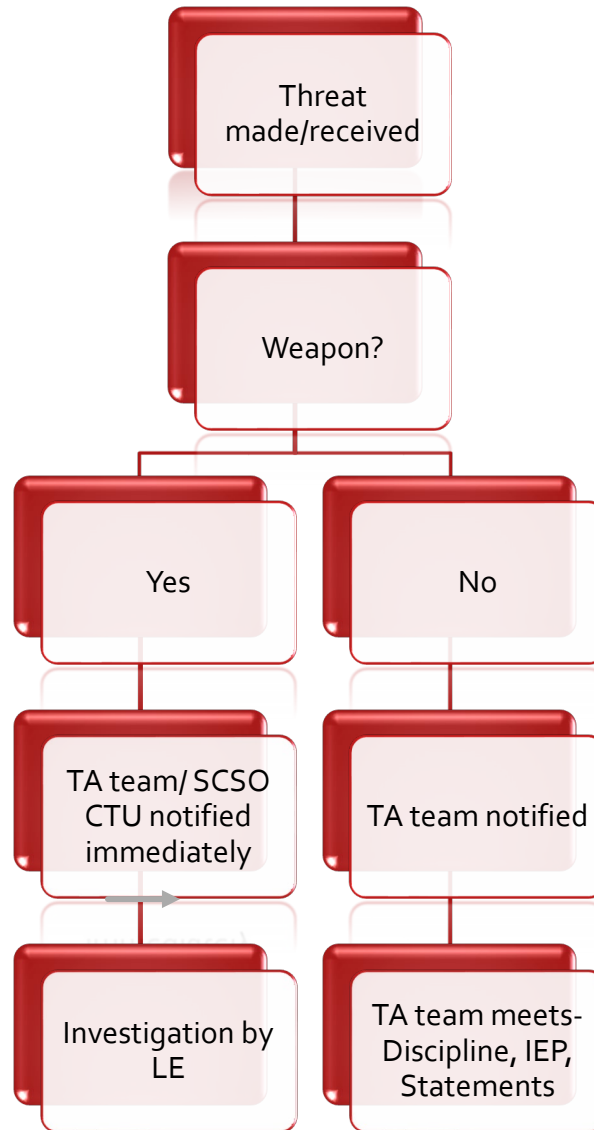 Threat
made/received
Weapon?
Yes
No
TA team/ SCSO
CTU notified
immediately
TA team notified
Investigation by
LE
TA team meets-
Discipline, IEP,
Statements